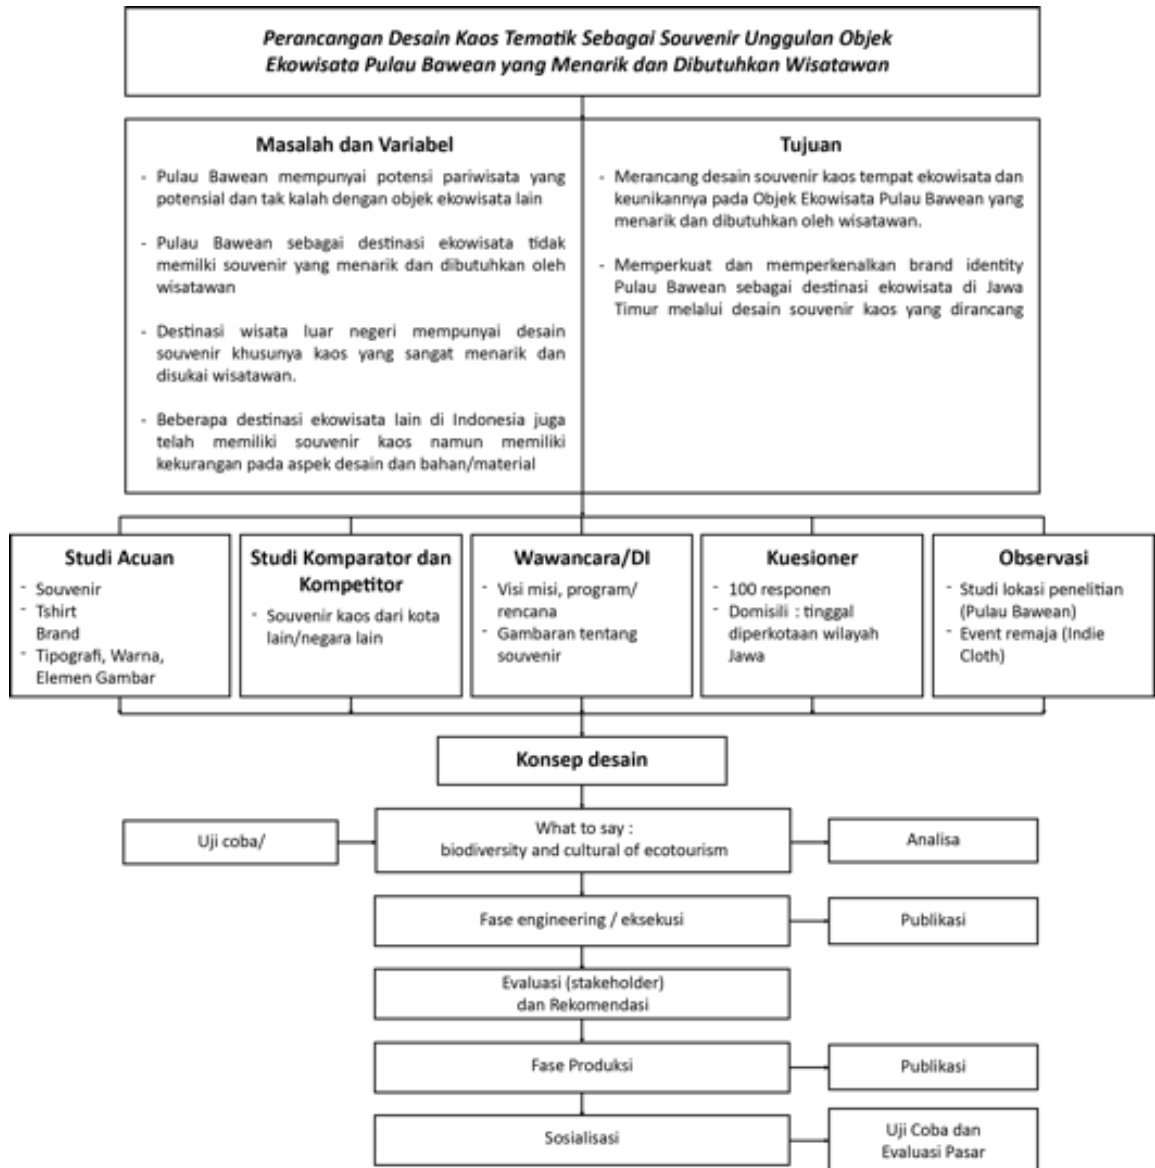 Perancangan Desain Kaos Tematik Sebagai Souvenir Unggulan Objek
Ekowisata Pulau Bawean yang Menarik dan Dibutuhkan Wisatawan
Masalah dan Variabel
- Pulau Bawean mempunyai potensi pariwisata yang
potensial dan tak kalah dengan objek ekowisata lain
- Pulau Bawean sebagai destinasi ekowisata tidak
memilki souvenir yang menarik dan dibutuhkan oleh
wisatawan
- Destinasi wisata luar negeri mempunyai desain
souvenir khusunya kaos yang sangat menarik dan
disukai wisatawan.
- Beberapa destinasi ekowisata lain di Indonesia juga
telah memiliki souvenir kaos namun memiliki
kekurangan pada aspek desain dan bahan/material
Tujuan
- Merancang desain souvenir kaos tempat ekowisata dan
keunikannya pada Objek Ekowisata Pulau Bawean yang
menarik dan dibutuhkan oleh wisatawan.
- Memperkuat dan memperkenalkan brand identity
Pulau Bawean sebagai destinasi ekowisata di Jawa
Timur melalui desain souvenir kaos yang dirancang
Studi Acuan
- Souvenir
- Tshirt
Brand
- Tipografi, Warna,
Elemen Gambar
Studi Komparator dan
Kompetitor
- Souvenir kaos dari kota
lain/negara lain
Wawancara/DI
- Visi misi, program/
rencana
- Gambaran tentang
souvenir
Kuesioner
- 100 responen
- Domisili : tinggal
diperkotaan wilayah
Jawa
Observasi
- Studi lokasi penelitian
(Pulau Bawean)
- Event remaja (Indie
Cloth)
Konsep desain
Uji coba/
What to say :
biodiversity and cultural of ecotourism
Analisa
Fase engineering / eksekusi
Publikasi
Evaluasi (stakeholder)
dan Rekomendasi
Fase Produksi
Publikasi
Sosialisasi
Uji Coba dan
Evaluasi Pasar